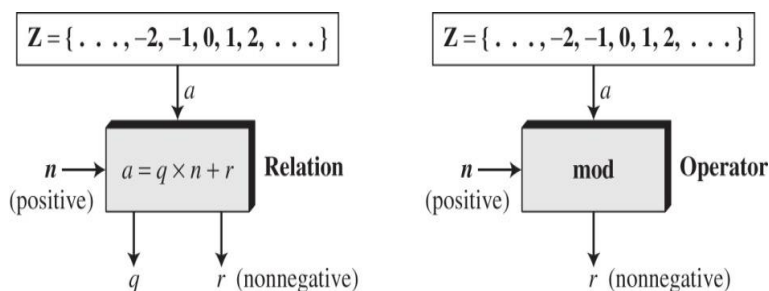 Z = { . . . , –2, –1, 0, 1, 2, . . . }
a
n
(positive)
a = q × n + r
Relation
q
r (nonnegative)
Z = { . . . , –2, –1, 0, 1, 2, . . . }
a
n
(positive)
mod
Operator
r (nonnegative)